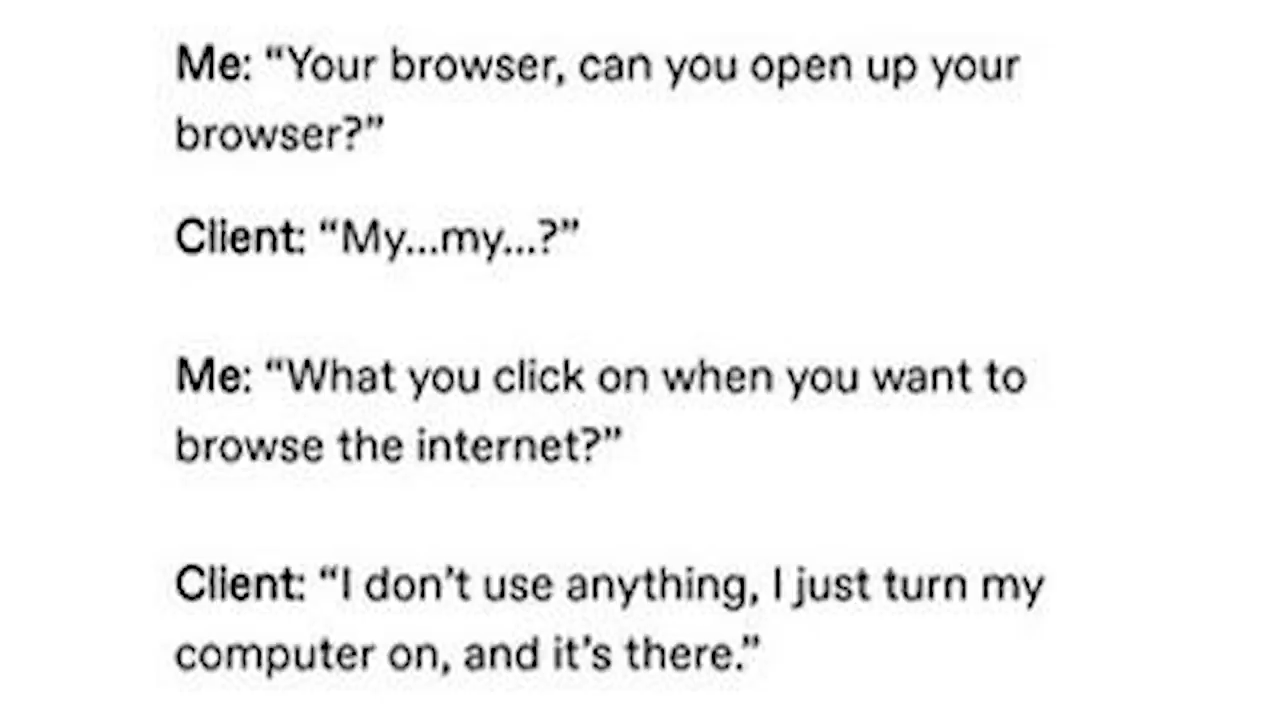 Me: “Your browser, can you open up your
browser?”
Client: “My...my...?”
Me: “What you click on when you want to
browse the internet?”
Client: “I don’t use anything, I just turn my
computer on, and it’s there.”